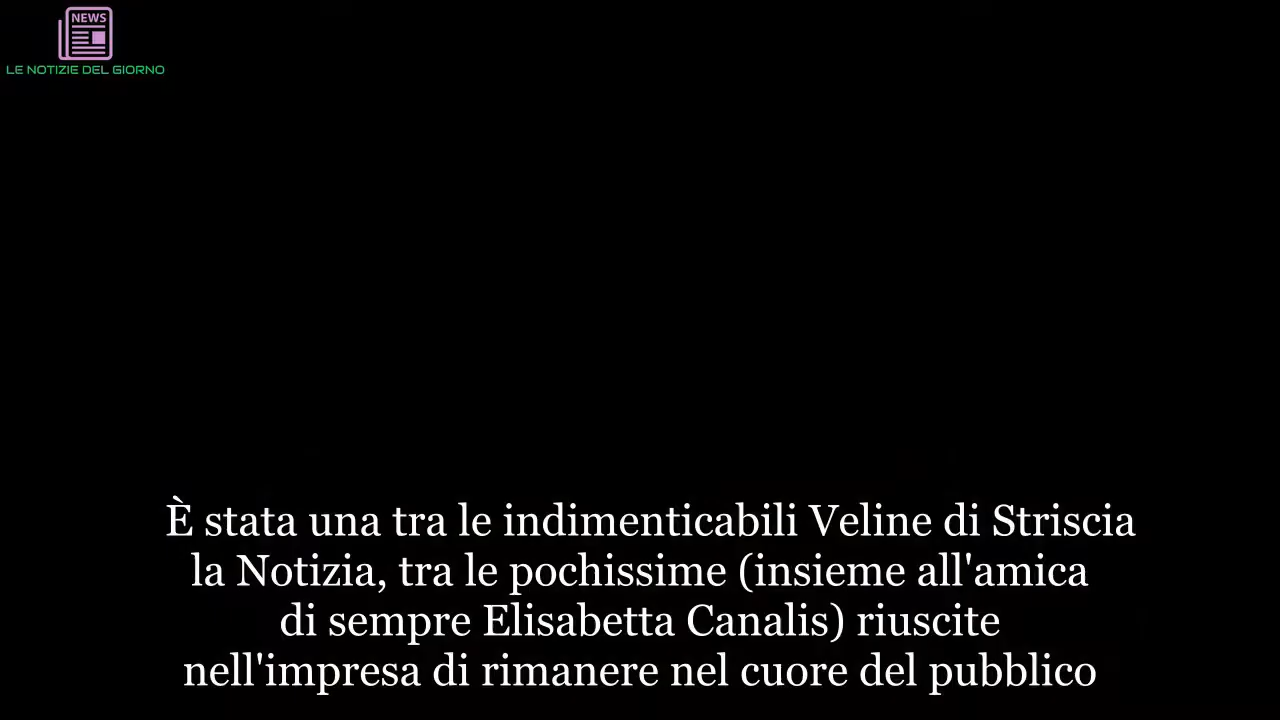 NEWS
LE NOTIZIE DEL GIORNO
È stata una tra le indimenticabili Veline di Striscia
la Notizia, tra le pochissime (insieme all'amica
di sempre Elisabetta Canalis) riuscite
nell'impresa di rimanere nel cuore del pubblico